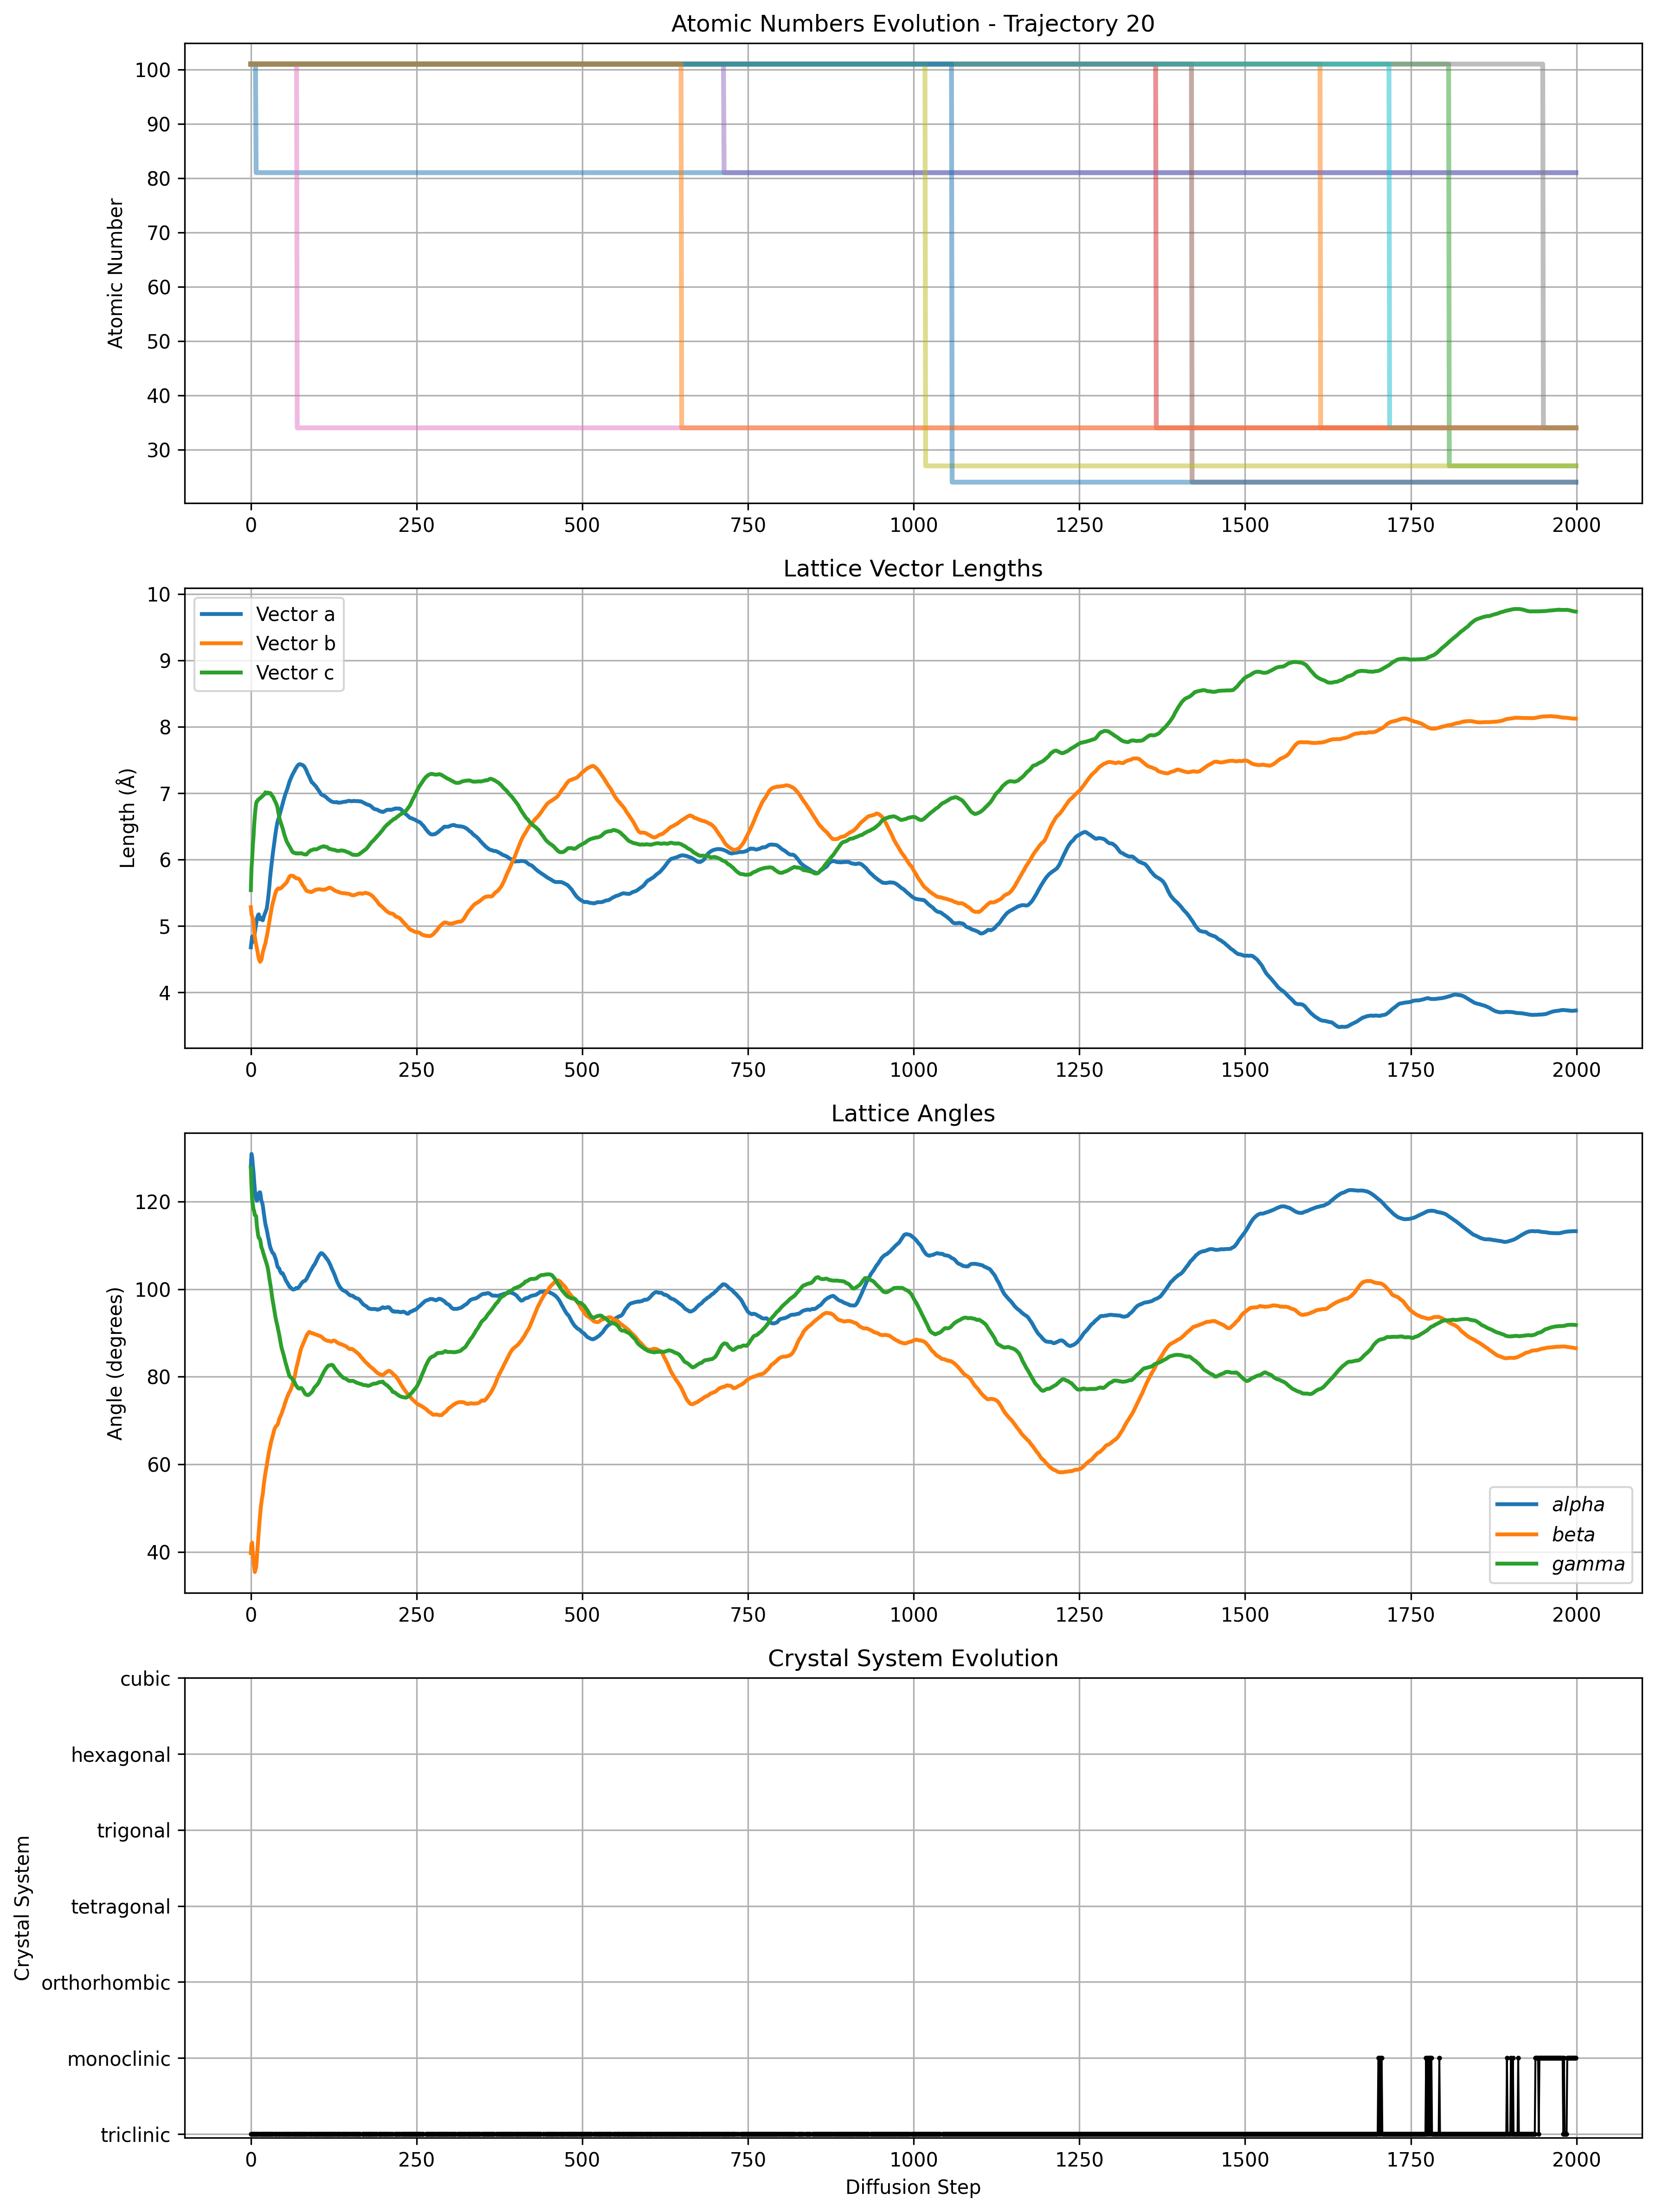 Atomic Numbers Evolution - Trajectory 20
Atomic Number
100
90
80
70
60
50
40
30
0 250 500 750 1000 1250 1500 1750 2000
Lattice Vector Lengths
Length (Å)
10
9
8
7
6
5
4
Vector a
Vector b
Vector c
0 250 500 750 1000 1250 1500 1750 2000
Lattice Angles
Angle (degrees)
120
100
80
60
40
alpha
beta
gamma
0 250 500 750 1000 1250 1500 1750 2000
Crystal System Evolution
Crystal System
cubic
hexagonal
trigonal
tetragonal
orthorhombic
monoclinic
triclinic
0 250 500 750 1000 1250 1500 1750 2000
Diffusion Step